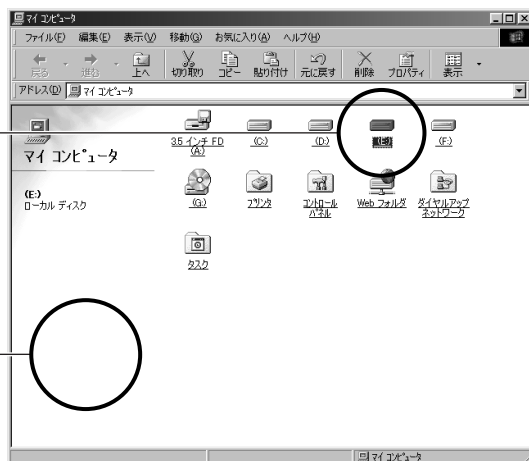 マイ コンピュータ
ファイル(F) 編集(E) 表示(V) 移動(G) お気に入り(A) ヘルプ(H)
戻る 進む 上へ 切り取り コピー 貼り付け 元に戻す 削除 プロパティ 表示
アドレス(D) マイ コンピュータ
マイ コンピュータ
(E:)
ローカル ディスク
3.5 インチ FD
(A:)
(C:)
(D:)
(E:)
(F:)
(G:)
プリンタ
コントロール
パネル
Web フォルダ
ダイヤルアップ
ネットワーク
タスク
マイ コンピュータ